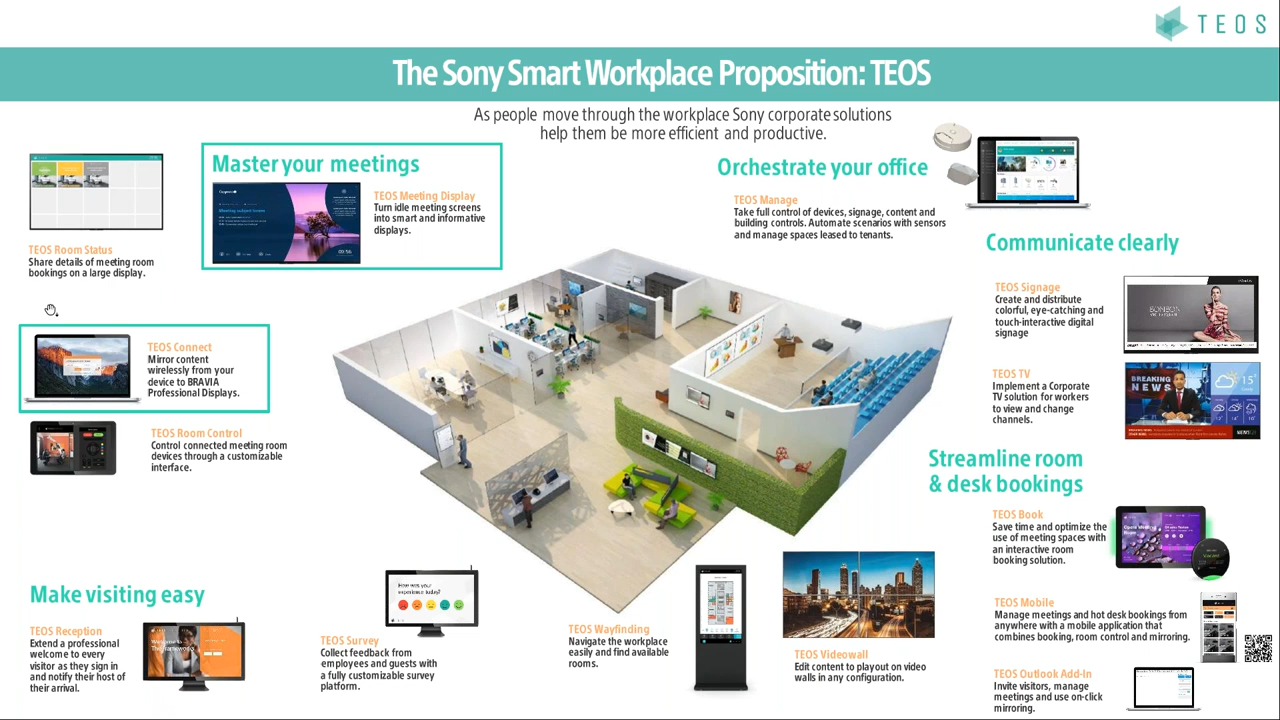 TEOS
The Sony Smart Workplace Proposition: TEOS
As people move through the workplace Sony corporate solutions
help them be more efficient and productive.
Master your meetings
TEOS Meeting Display
Turn idle meeting screens
into smart and informative
displays.
TEOS Room Status
Share details of meeting room
bookings on a large display.
TEOS Connect
Mirror content
wirelessly from your
device to BRAVIA
Professional Displays.
TEOS Room Control
Control connected meeting room
devices through a customizable
interface.
Orchestrate your office
TEOS Manage
Take full control of devices, signage, content and
building controls. Automate scenarios with sensors
and manage spaces leased to tenants.
Communicate clearly
TEOS Signage
Create and distribute
colorful, eye-catching and
touch-interactive digital
signage
BONBON
TEOS TV
Implement a Corporate
TV solution for workers
to view and change
channels.
BREAKING
NEWS
15°
Streamline room
& desk bookings
TEOS Book
Save time and optimize the
use of meeting spaces with
an interactive room
booking solution.
TEOS Mobile
Manage meetings and hot desk bookings from
anywhere with a mobile application that
combines booking, room control and mirroring.
TEOS Outlook Add-In
Invite visitors, manage
meetings and use on-click
mirroring.
Make visiting easy
TEOS Reception
Extend a professional
welcome to every
visitor as they sign in
and notify their host of
their arrival.
How was your
experience today?
TEOS Survey
Collect feedback from
employees and guests with
a fully customizable survey
platform.
TEOS Wayfinding
Navigate the workplace
easily and find available
rooms.
TEOS Videowall
Edit content to playout on video
walls in any configuration.